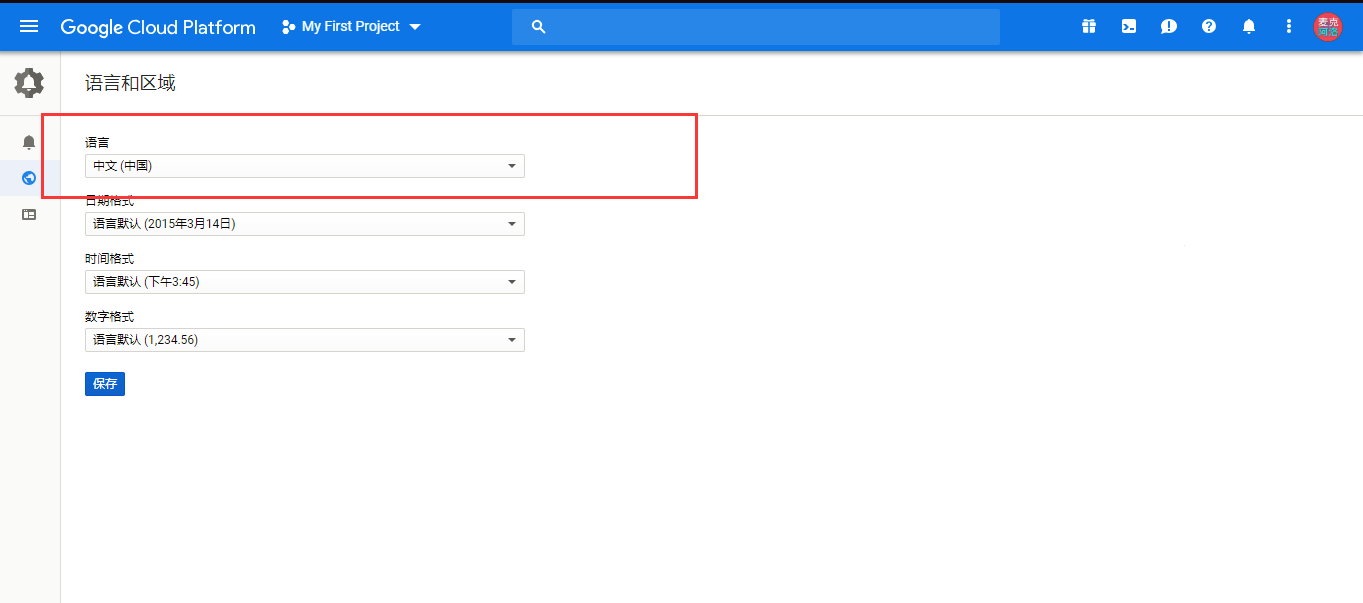 Google Cloud Platform
My First Project
麦克
阿洛
语言和区域
语言
中文 (中国)
日期格式
语言默认 (2015年3月14日)
时间格式
语言默认 (下午3:45)
数字格式
语言默认 (1,234.56)
保存